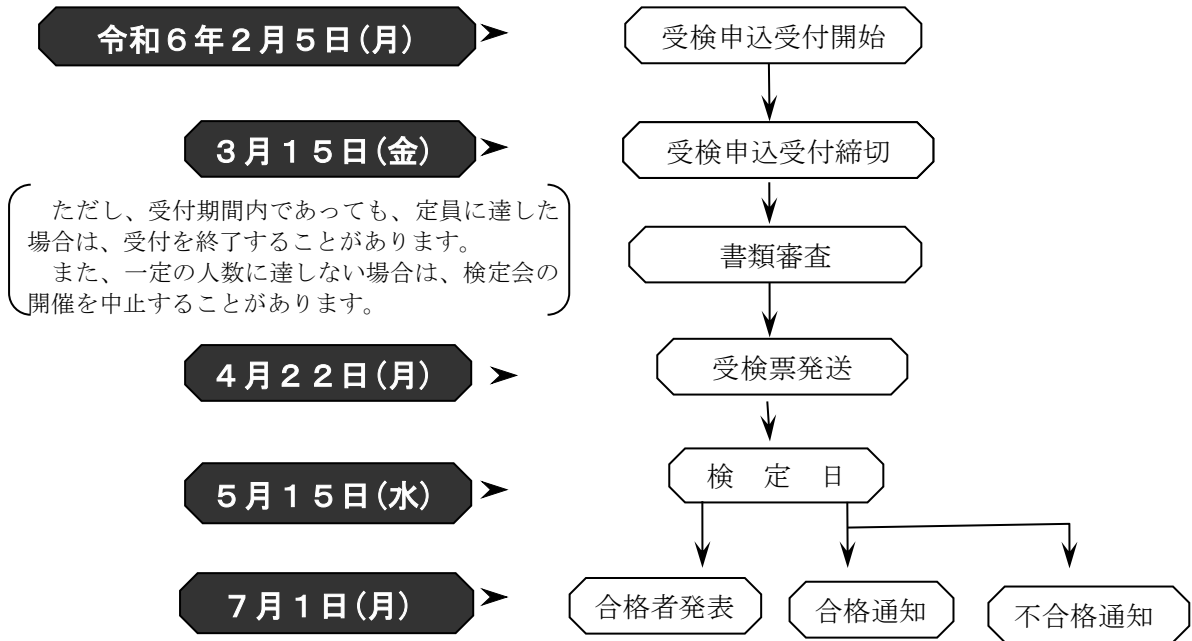 令和６年２月５日(月)
受検申込受付開始
３月１５日(金)
受検申込受付締切
ただし、受付期間内であっても、定員に達した
場合は、受付を終了することがあります。
また、一定の人数に達しない場合は、検定会の
開催を中止することがあります。
書類審査
４月２２日(月)
受検票発送
５月１５日(水)
検　定　日
７月１日(月)
合格者発表
合格通知
不合格通知